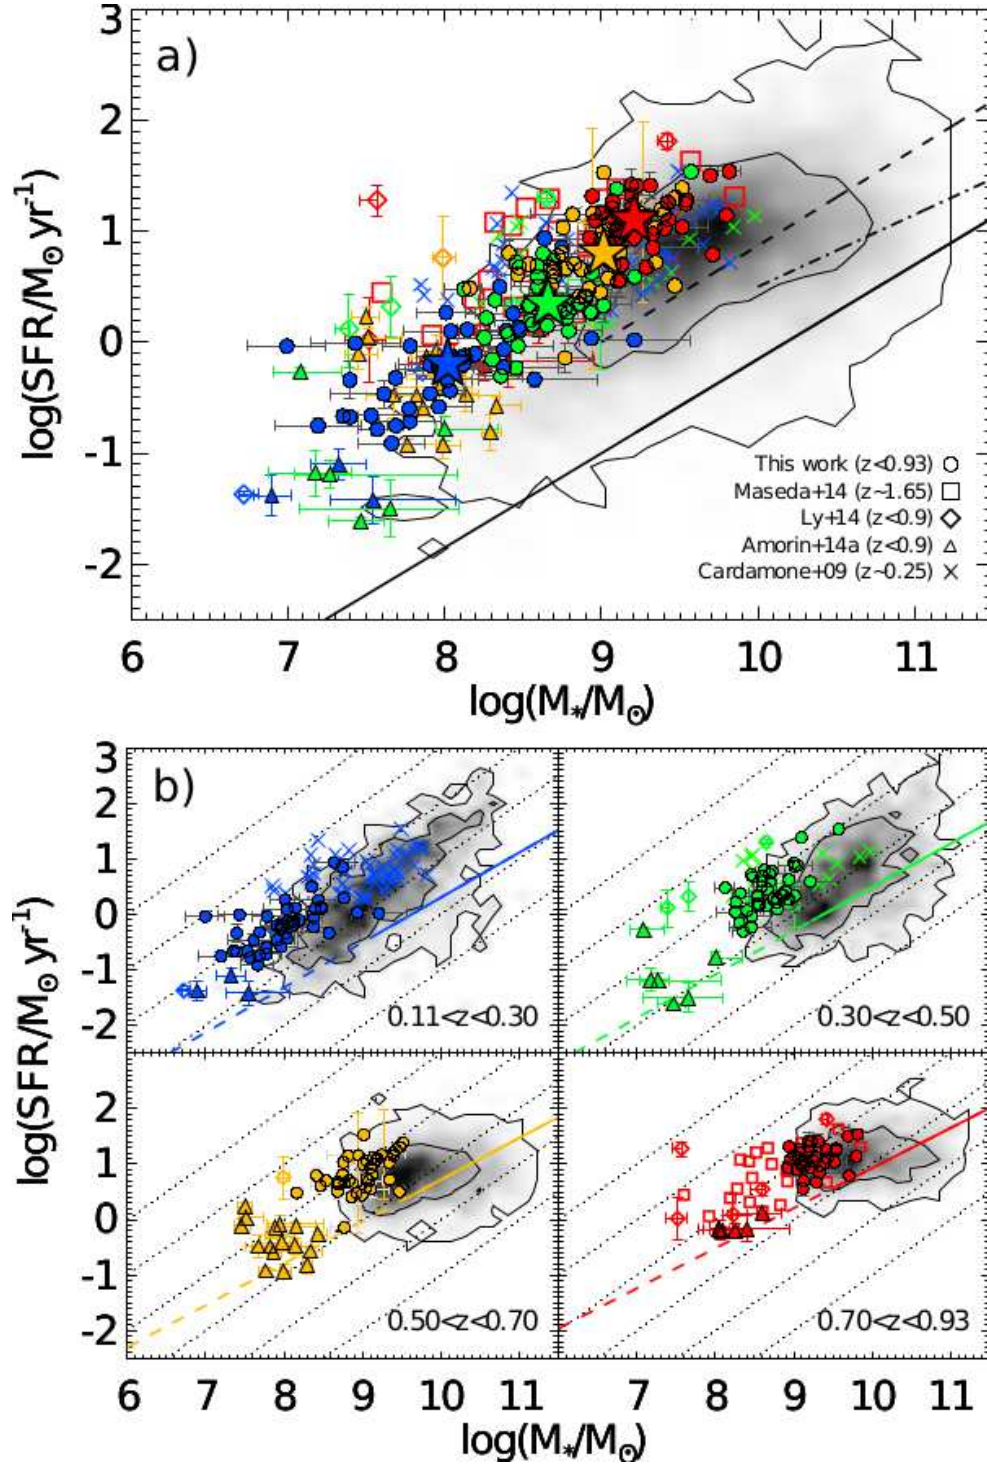 a)
3
2
1
0
-1
-2
log(SFR/M⊙ yr⁻¹)
This work (z<0.93)
Maseda+14 (z~1.65)
Ly+14 (z<0.9)
Amorin+14a (z<0.9)
Cardamone+09 (z~0.25)
6 7 8 9 10 11
log(M*/M⊙)
b)
3
2
1
0
-1
-2
0.11<z<0.30
0.30<z<0.50
log(SFR/M⊙ yr⁻¹)
2
1
0
-1
-2
0.50<z<0.70
0.70<z<0.93
6 7 8 9 10 11 7 8 9 10 11
log(M*/M⊙) log(M*/M⊙)